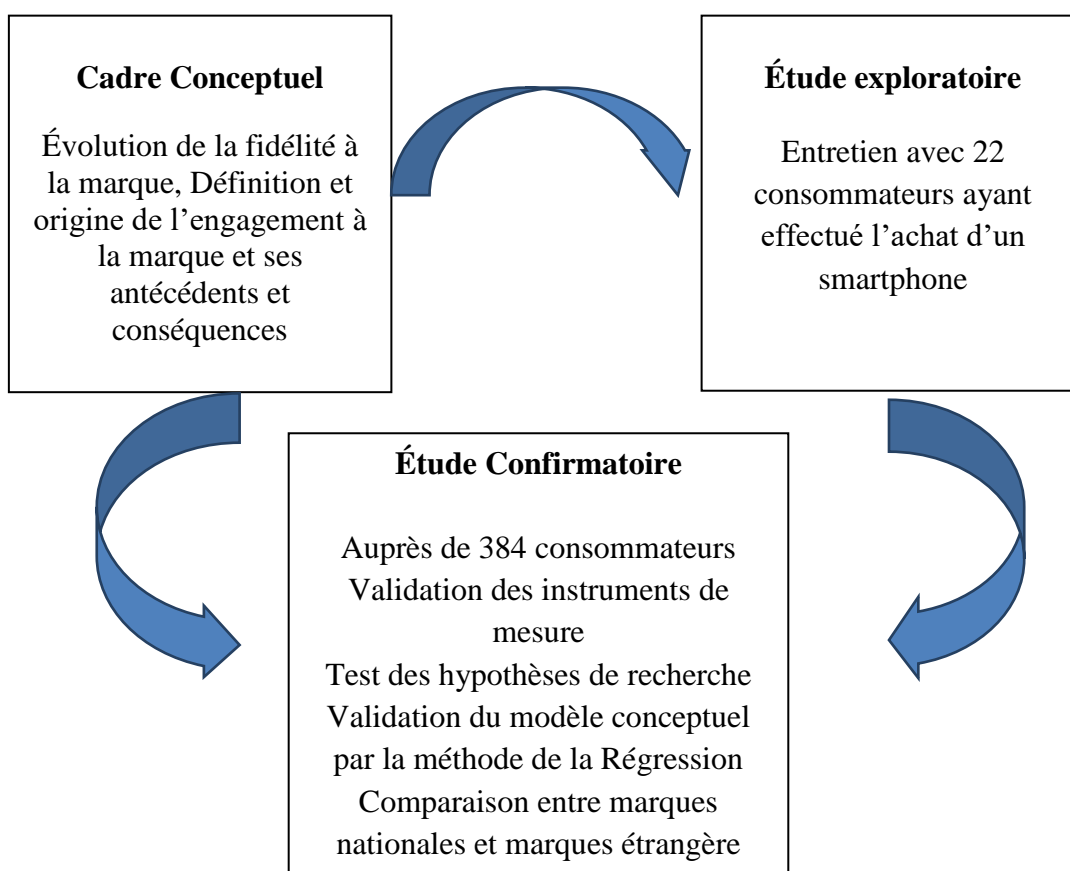 Cadre Conceptuel
Évolution de la fidélité à
la marque, Définition et
origine de l’engagement à
la marque et ses
antécédents et
conséquences
Étude exploratoire
Entretien avec 22
consommateurs ayant
effectué l’achat d’un
smartphone
Étude Confirmatoire
Auprès de 384 consommateurs
Validation des instruments de
mesure
Test des hypothèses de recherche
Validation du modèle conceptuel
par la méthode de la Régression
Comparaison entre marques
nationales et marques étrangère